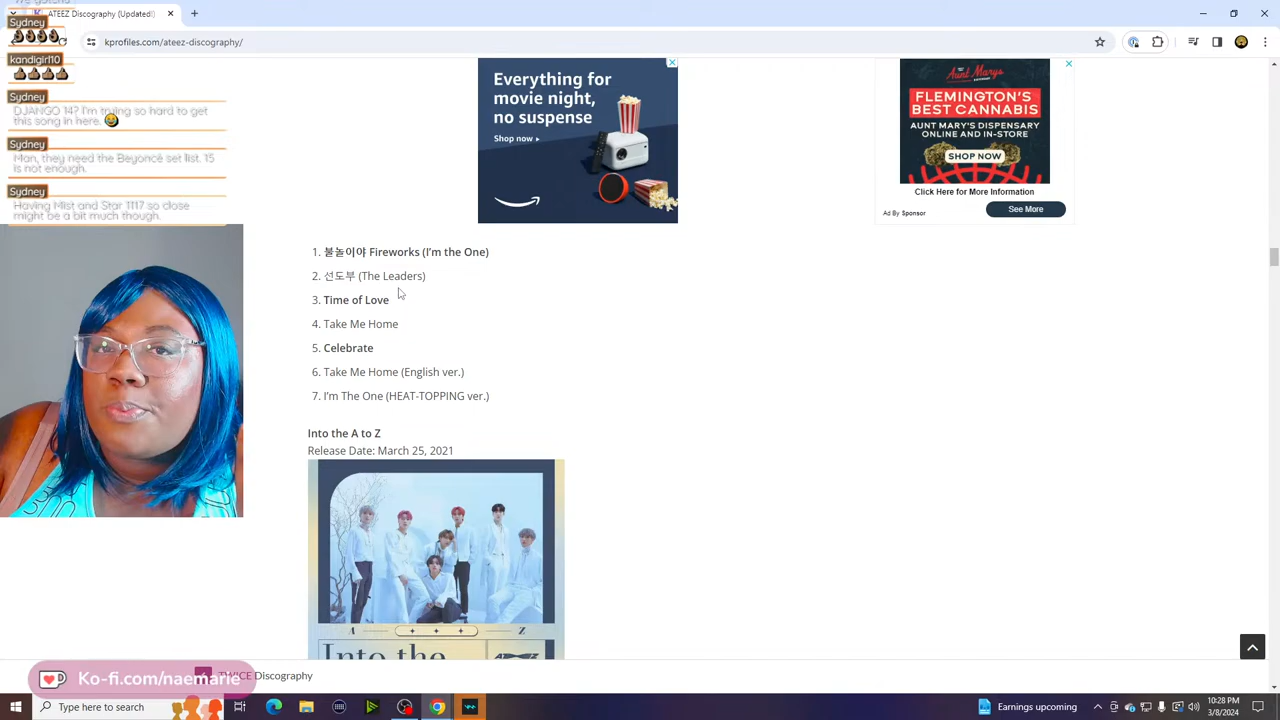 Sydney
kandigirl10
Sydney
DJANGO 14? I'm trying so hard to get
this song in here.
Sydney
Man, they need the Beyoncé set list. 15
is not enough.
Sydney
Having Mist and Star 1117 so close
might be a bit much though.
ATEEZ Discography (Updated!)
kprofiles.com/ateez-discography/
Everything for
movie night,
no suspense
Shop now
Aunt Mary's
FLEMINGTON'S
BEST CANNABIS
AUNT MARY'S DISPENSARY
ONLINE AND IN-STORE
SHOP NOW
Click Here for More Information
Ad By Sponsor
See More
1. 불놀이야 Fireworks (I'm the One)
2. 선도부 (The Leaders)
3. Time of Love
4. Take Me Home
5. Celebrate
6. Take Me Home (English ver.)
7. I'm The One (HEAT-TOPPING ver.)
Into the A to Z
Release Date: March 25, 2021
A
Z
Into the
TWICE Discography
Ko-fi.com/naemarie
Type here to search
Earnings upcoming
10:28 PM
3/8/2024